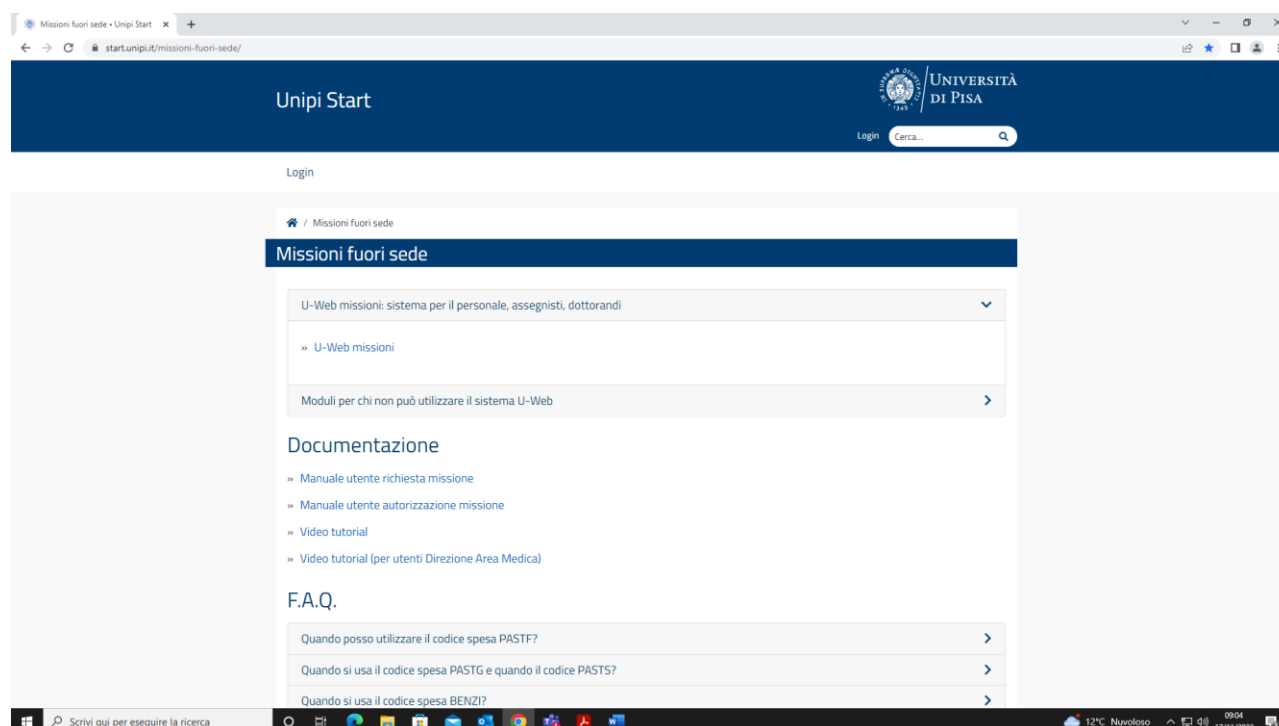 Missioni fuori sede • Unipi Start
start.unipi.it/missioni-fuori-sede/
Unipi Start
UNIVERSITÀ
DI PISA
Login
Cerca...
Login
/ Missioni fuori sede
Missioni fuori sede
U-Web missioni: sistema per il personale, assegnisti, dottorandi
» U-Web missioni
Moduli per chi non può utilizzare il sistema U-Web
Documentazione
» Manuale utente richiesta missione
» Manuale utente autorizzazione missione
» Video tutorial
» Video tutorial (per utenti Direzione Area Medica)
F.A.Q.
Quando posso utilizzare il codice spesa PASTF?
Quando si usa il codice spesa PASTG e quando il codice PASTS?
Quando si usa il codice spesa BENZI?
Scrivi qui per eseguire la ricerca
12°C Nuvoloso
09:04